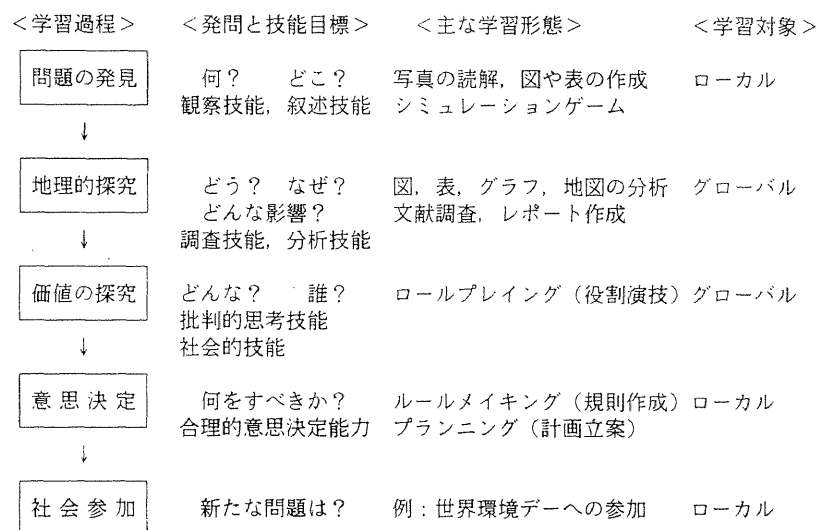 <学習過程> <発問と技能目標> <主な学習形態> <学習対象>
問題の発見 何? どこ? 写真の読解,図や表の作成 ローカル
観察技能,叙述技能 シミュレーションゲーム
↓
地理的探究 どう? なぜ? 図,表,グラフ,地図の分析 グローバル
どんな影響? 文献調査,レポート作成
↓ 調査技能,分析技能
価値の探究 どんな? 誰? ロールプレイング(役割演技) グローバル
批判的思考技能
↓ 社会的技能
意思決定 何をすべきか? ルールメイキング(規則作成) ローカル
合理的意思決定能力 プランニング(計画立案)
↓
社会参加 新たな問題は? 例:世界環境デーへの参加 ローカル